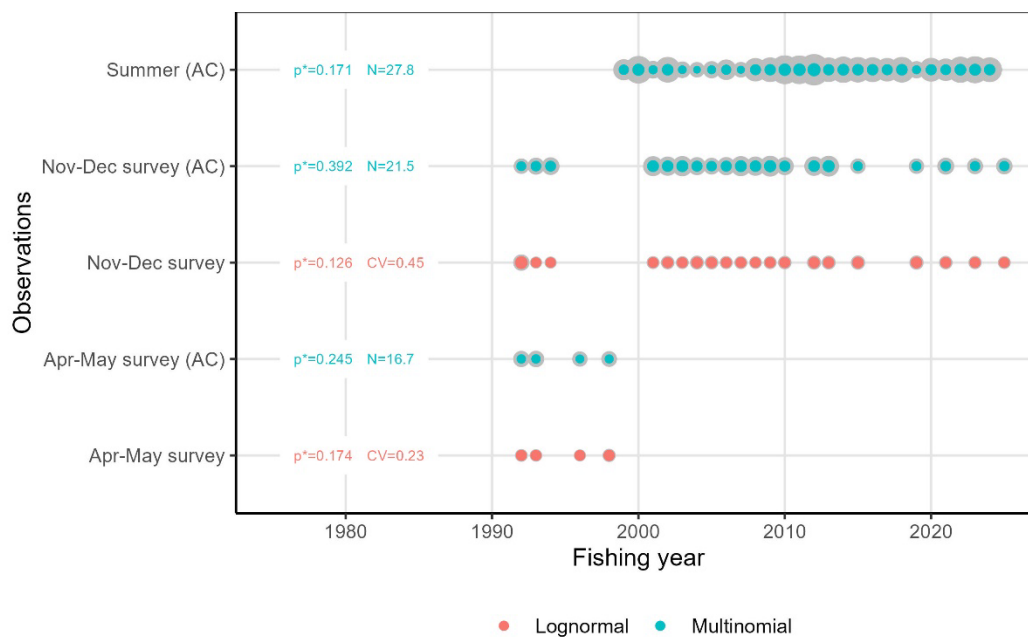 Observations
Summer (AC) p*=0.171 N=27.8
Nov-Dec survey (AC) p*=0.392 N=21.5
Nov-Dec survey p*=0.126 CV=0.45
Apr-May survey (AC) p*=0.245 N=16.7
Apr-May survey p*=0.174 CV=0.23
1980 1990 2000 2010 2020
Fishing year
Lognormal Multinomial